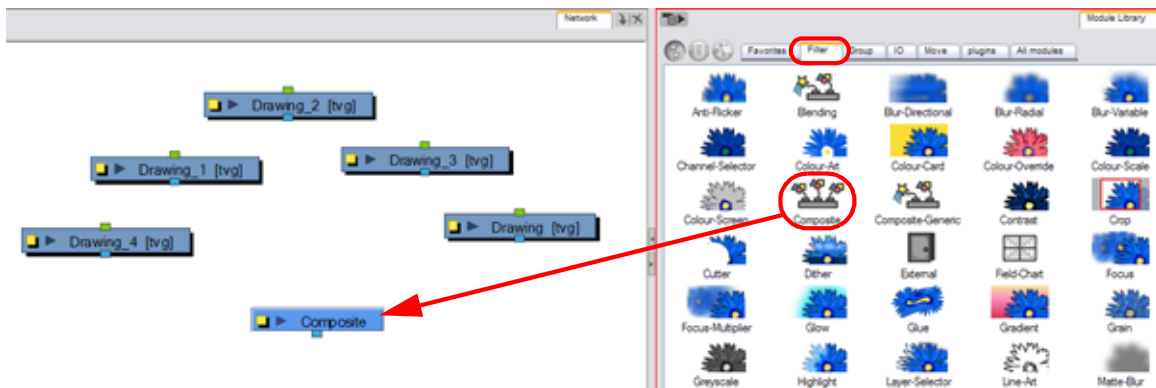 Network
Module Library
Favorites Filter Group IO Move plugins All modules
Drawing_2 [tvg]
Drawing_1 [tvg]
Drawing_3 [tvg]
Drawing_4 [tvg]
Drawing [tvg]
Composite
Anti-Flicker Blending Blur-Directional Blur-Radial Blur-Variable
Channel-Selector Colour-Art Colour-Card Colour-Override Colour-Scale
Colour-Screen Composite Composite-Generic Contrast Crop
Cutter Dither External Field-Chart Focus
Focus-Multiplier Glow Glue Gradient Grain
Greyscale Highlight Layer-Selector Line-Art Matte-Blur